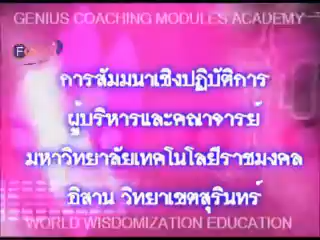 GENIUS COACHING MODULES ACADEMY
การสัมมนาเชิงปฏิบัติการ
ผู้บริหารและคณาจารย์
มหาวิทยาลัยเทคโนโลยีราชมงคล
อีสาน วิทยาเขตสุรินทร์
WORLD WISDOMIZATION EDUCATION